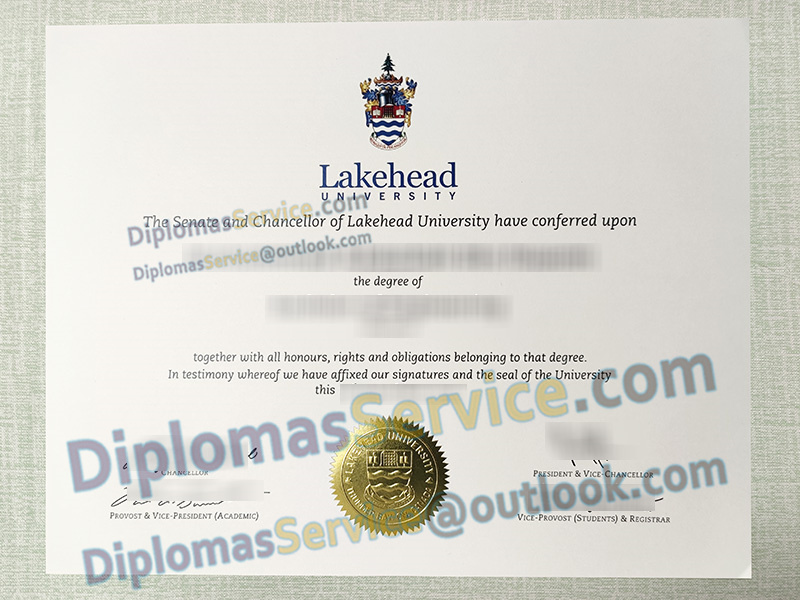 Lakehead
UNIVERSITY
The Senate and Chancellor of Lakehead University have conferred upon
DiplomasService.com
DiplomasService@outlook.com
the degree of
together with all honours, rights and obligations belonging to that degree.
In testimony whereof we have affixed our signatures and the seal of the University
this
DiplomasService.com
CHANCELLOR
PRESIDENT & VICE-CHANCELLOR
LAKEHEAD UNIVERSITY
PROVOST & VICE-PRESIDENT (ACADEMIC)
VICE-PROVOST (STUDENTS) & REGISTRAR
DiplomasService@outlook.com